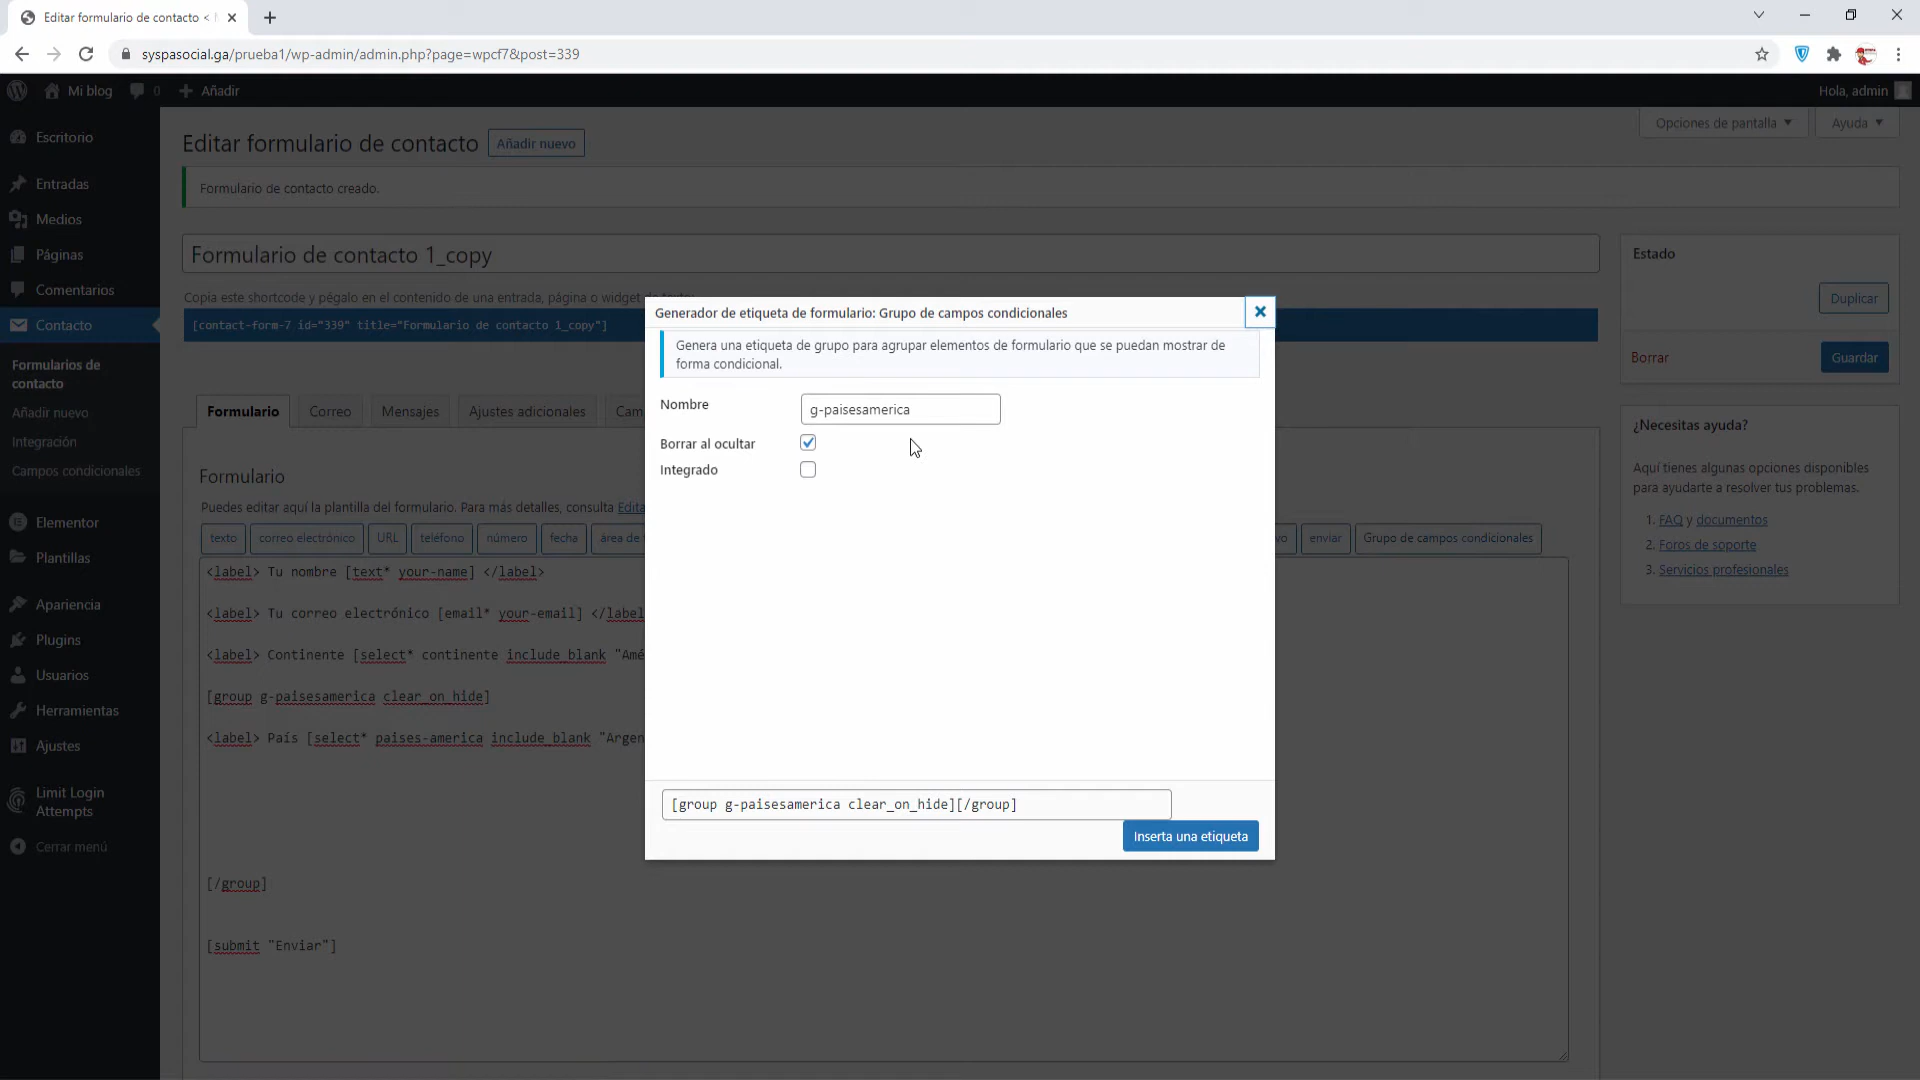 Editar formulario de contacto <
syspasocial.ga/prueba1/wp-admin/admin.php?page=wpcf7&post=339
Mi blog
0
Añadir
Hola, admin
Escritorio
Entradas
Medios
Páginas
Comentarios
Contacto
Formularios de
contacto
Añadir nuevo
Integración
Campos condicionales
Elementor
Plantillas
Apariencia
Plugins
Usuarios
Herramientas
Ajustes
Limit Login
Attempts
Cerrar menú
Opciones de pantalla
Ayuda
Editar formulario de contacto
Añadir nuevo
Formulario de contacto creado.
Formulario de contacto 1_copy
Copia este shortcode y pégalo en el contenido de una entrada, página o widget de
[contact-form-7 id="339" title="Formulario de contacto 1_copy"]
Formulario
Correo
Mensajes
Ajustes adicionales
Cam
Formulario
Puedes editar aquí la plantilla del formulario. Para más detalles, consulta Edita
texto
correo electrónico
URL
teléfono
número
fecha
área de
vo
enviar
Grupo de campos condicionales
<label> Tu nombre [text* your-name] </label>
<label> Tu correo electrónico [email* your-email] </label
<label> Continente [select* continente include_blank "Amé
[group g-paisesamerica clear_on_hide]
<label> País [select* paises-america include_blank "Argen
[/group]
[submit "Enviar"]
Generador de etiqueta de formulario: Grupo de campos condicionales
Genera una etiqueta de grupo para agrupar elementos de formulario que se puedan mostrar de
forma condicional.
Nombre
g-paisesamerica
Borrar al ocultar
Integrado
[group g-paisesamerica clear_on_hide][/group]
Inserta una etiqueta
Estado
Duplicar
Borrar
Guardar
¿Necesitas ayuda?
Aquí tienes algunas opciones disponibles
para ayudarte a resolver tus problemas.
1. FAQ y documentos
2. Foros de soporte
3. Servicios profesionales